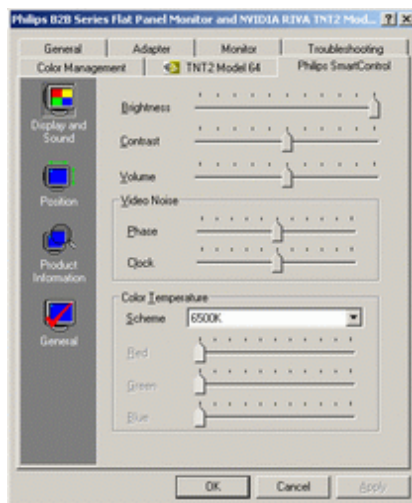 Philips B2B Series Flat Panel Monitor and NVIDIA RIVA TNT2 Mod...
General Adapter Monitor Troubleshooting
Color Management TNT2 Model 64 Philips SmartControl
Display and
Sound
Position
Product
Information
General
Brightness
Contrast
Volume
Video Noise
Phase
Clock
Color Temperature
Scheme 6500K
Red
Green
Blue
OK Cancel Apply